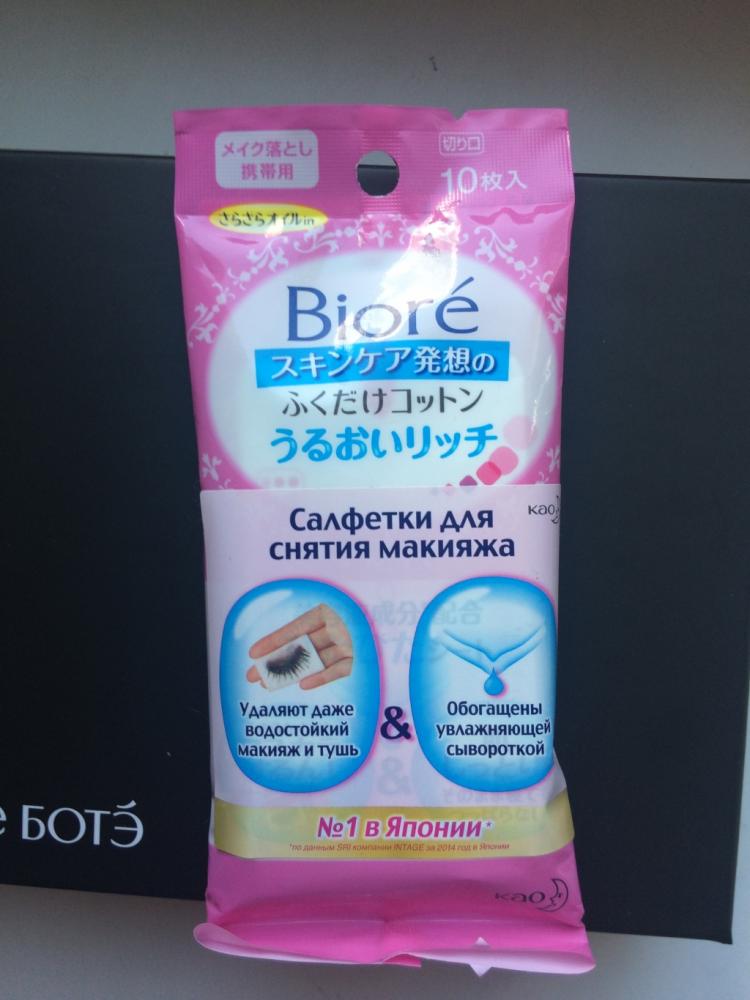 メイク落とし
携帯用
切り口
10枚入
さらさらオイルin
Bioré
スキンケア発想の
ふくだけコットン
うるおいリッチ
Салфетки для
снятия макияжа
Kao
Удаляют даже
водостойкий
макияж и тушь
&
Обогащены
увлажняющей
сывороткой
№1 в Японии*
*по данным SRI компании INTAGE за 2014 год в Японии
БОТЭ
Kao